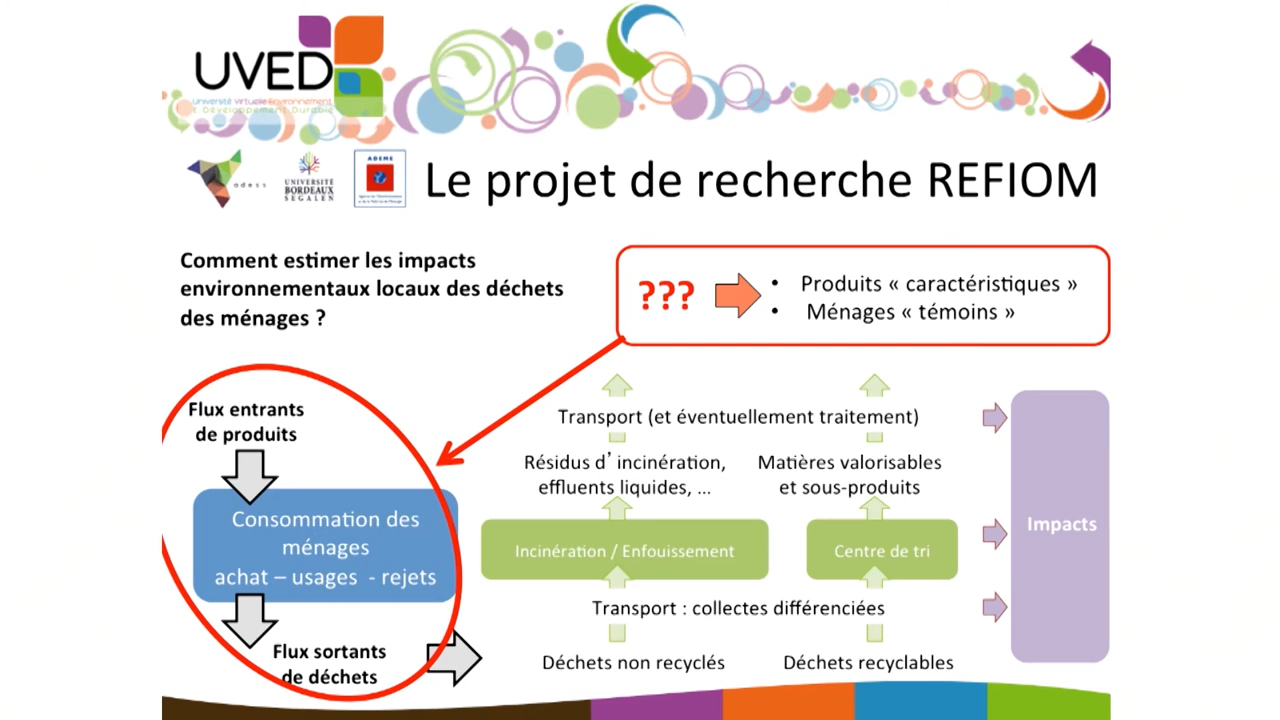 UVED
Université Virtuelle Environnement
et Développement Durable
adess
UNIVERSITÉ
BORDEAUX
SEGALEN
ADEME
Le projet de recherche REFIOM
Comment estimer les impacts
environnementaux locaux des déchets
des ménages ?
??? • Produits « caractéristiques »
• Ménages « témoins »
Flux entrants
de produits
Consommation des
ménages
achat – usages - rejets
Flux sortants
de déchets
Transport (et éventuellement traitement)
Résidus d’ incinération,
effluents liquides, ...
Matières valorisables
et sous-produits
Incinération / Enfouissement
Centre de tri
Transport : collectes différenciées
Déchets non recyclés
Déchets recyclables
Impacts